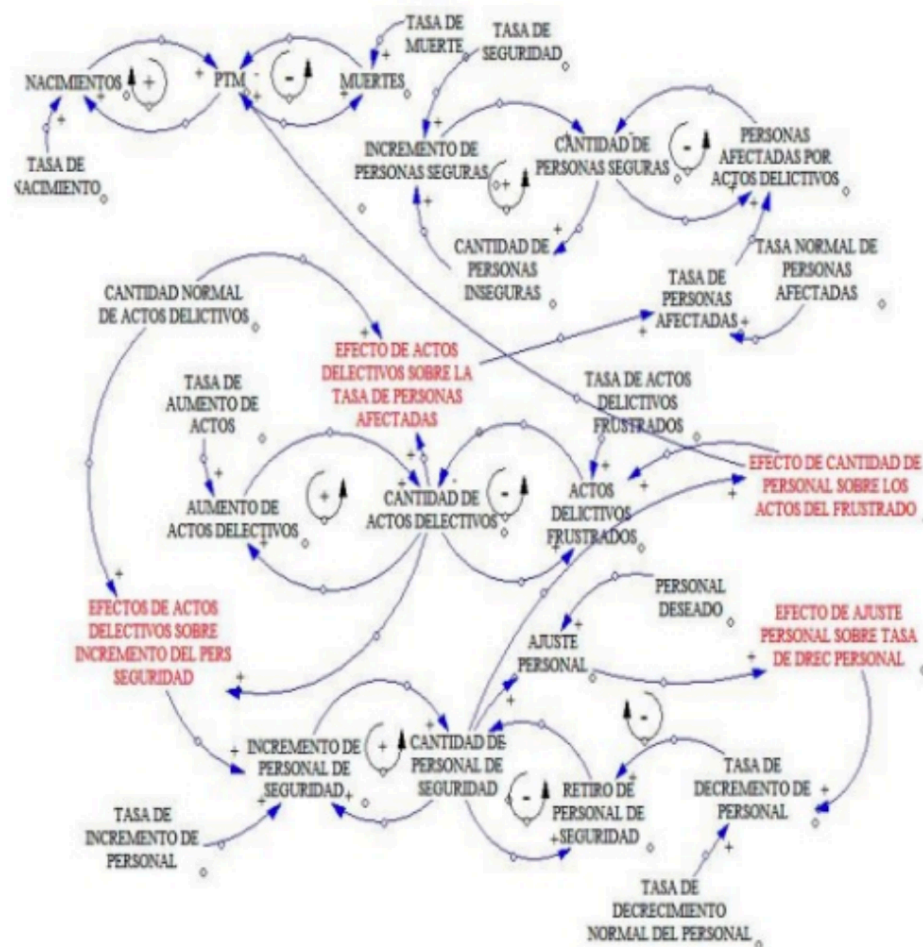 TASA DE
MUERTE
TASA DE
SEGURIDAD
NACIMIENTOS
PTM
MUERTES
TASA DE
NACIMIENTO
INCREMENTO DE
PERSONAS SEGURAS
CANTIDAD DE
PERSONAS SEGURAS
PERSONAS
AFECTADAS POR
ACTOS DELICTIVOS
CANTIDAD DE
PERSONAS
INSEGURAS
TASA DE
PERSONAS
AFECTADAS
TASA NORMAL DE
PERSONAS
AFECTADAS
CANTIDAD NORMAL
DE ACTOS DELICTIVOS
EFECTO DE ACTOS
DELECTIVOS SOBRE LA
TASA DE PERSONAS
AFECTADAS
TASA DE
AUMENTO DE
ACTOS
TASA DE ACTOS
DELICTIVOS
FRUSTRADOS
AUMENTO DE
ACTOS DELECTIVOS
CANTIDAD DE
ACTOS DELECTIVOS
ACTOS
DELICTIVOS
FRUSTRADOS
EFECTO DE CANTIDAD DE
PERSONAL SOBRE LOS
ACTOS DEL FRUSTRADO
EFECTOS DE ACTOS
DELECTIVOS SOBRE
INCREMENTO DEL PERS
SEGURIDAD
PERSONAL
DESEADO
AJUSTE
PERSONAL
EFECTO DE AJUSTE
PERSONAL SOBRE TASA
DE DREC PERSONAL
INCREMENTO DE
PERSONAL DE
SEGURIDAD
CANTIDAD DE
PERSONAL DE
SEGURIDAD
RETIRO DE
PERSONAL DE
SEGURIDAD
TASA DE
DECREMENTO DE
PERSONAL
TASA DE
INCREMENTO DE
PERSONAL
TASA DE
DECRECIMIENTO
NORMAL DEL PERSONAL